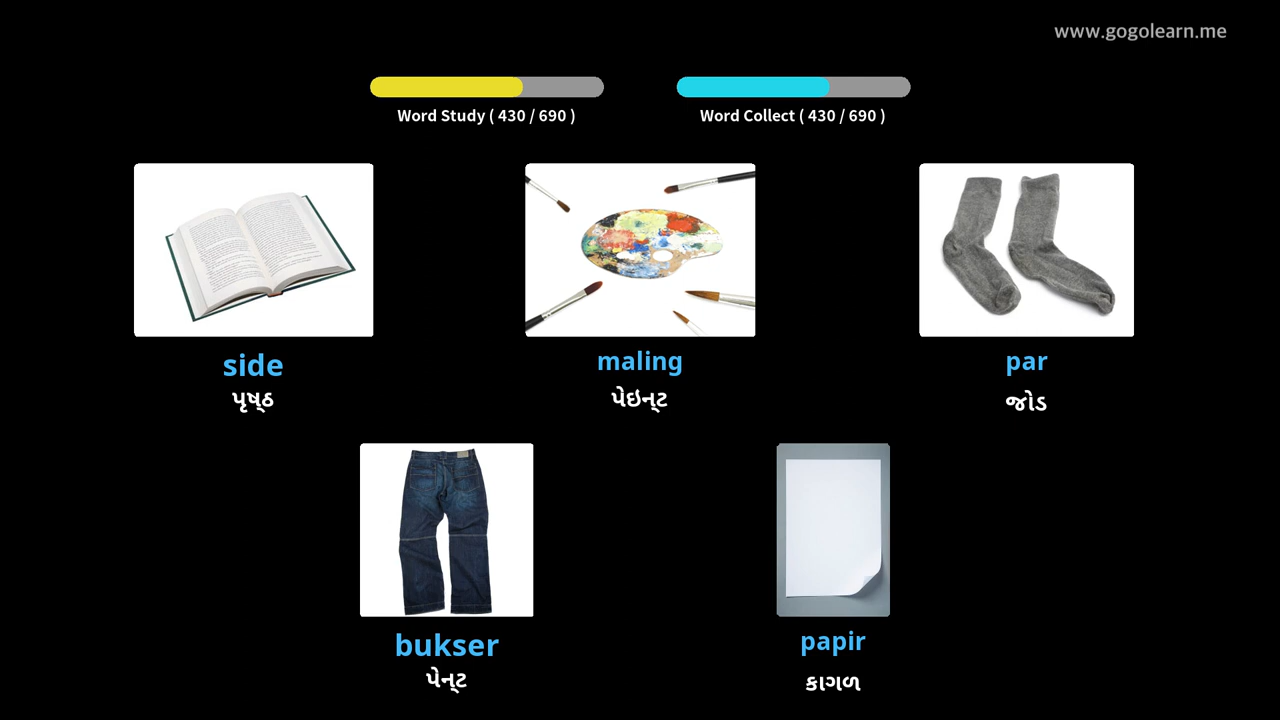 www.gogolearn.me
Word Study ( 430 / 690 )
Word Collect ( 430 / 690 )
side
પૃષ્ઠ
maling
પેઇન્ટ
par
જોડ
bukser
પેન્ટ
papir
કાગળ